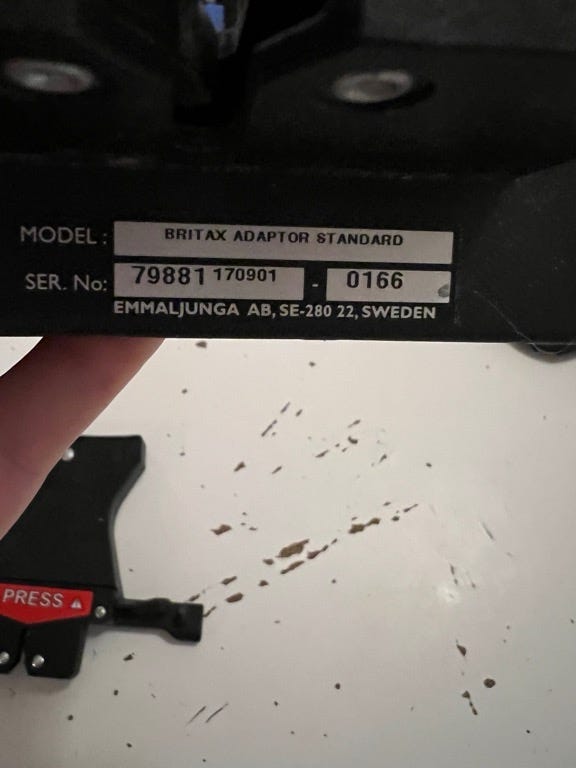 MODEL: BRITAX ADAPTOR STANDARD
SER. No: 79881 170901 - 0166
EMMALJUNGA AB, SE-280 22, SWEDEN
PRESS